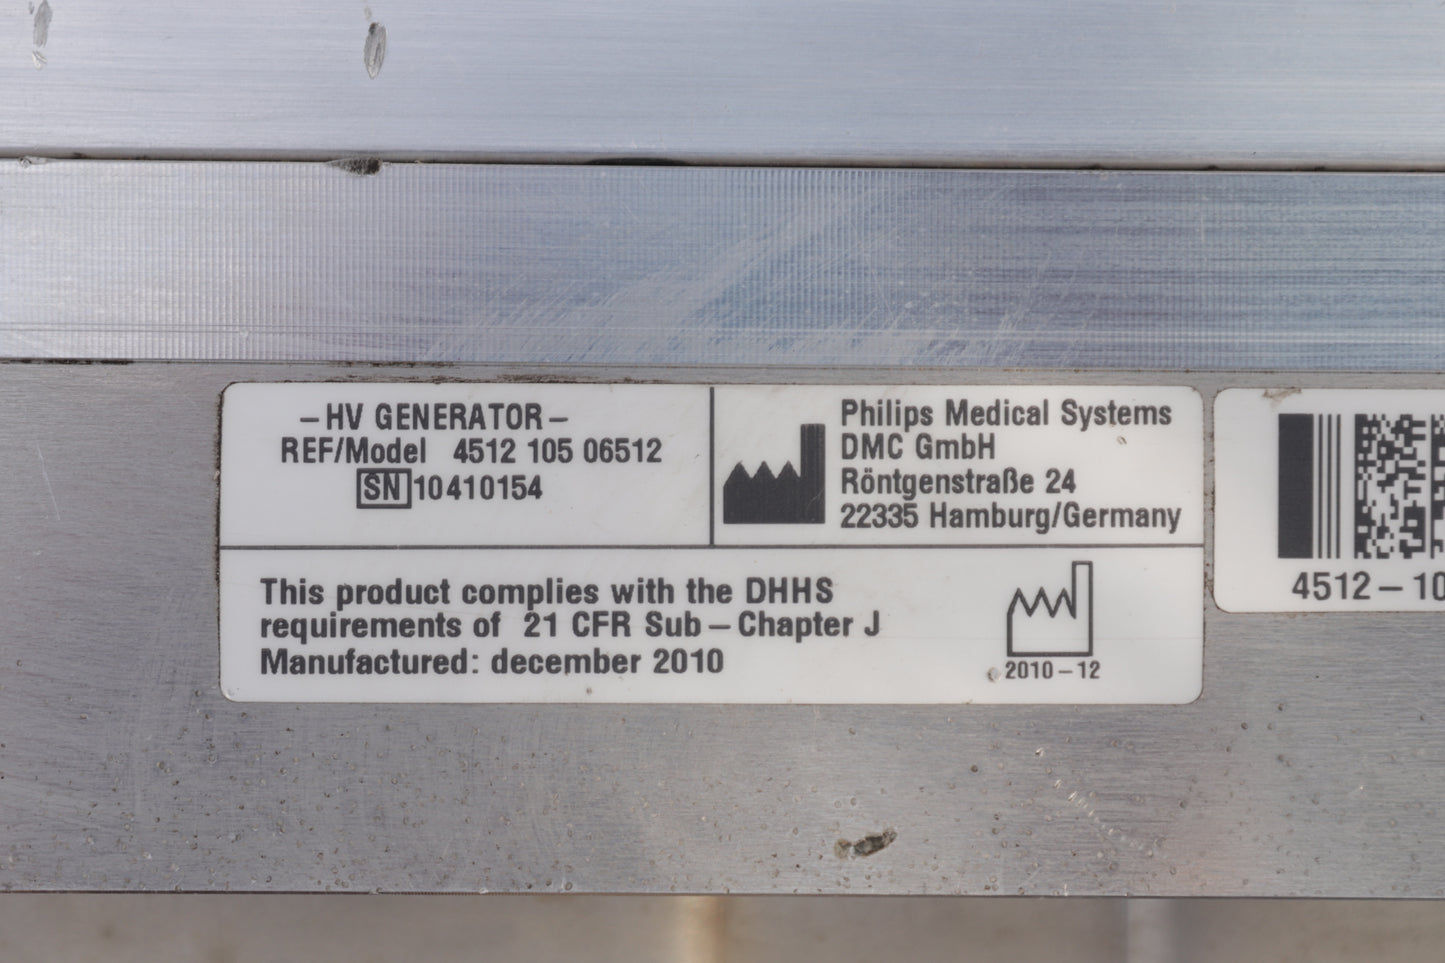 –HV GENERATOR–
REF/Model 4512 105 06512
SN 10410154
Philips Medical Systems
DMC GmbH
Röntgenstraße 24
22335 Hamburg/Germany
This product complies with the DHHS
requirements of 21 CFR Sub–Chapter J
Manufactured: december 2010
2010–12
4512–10